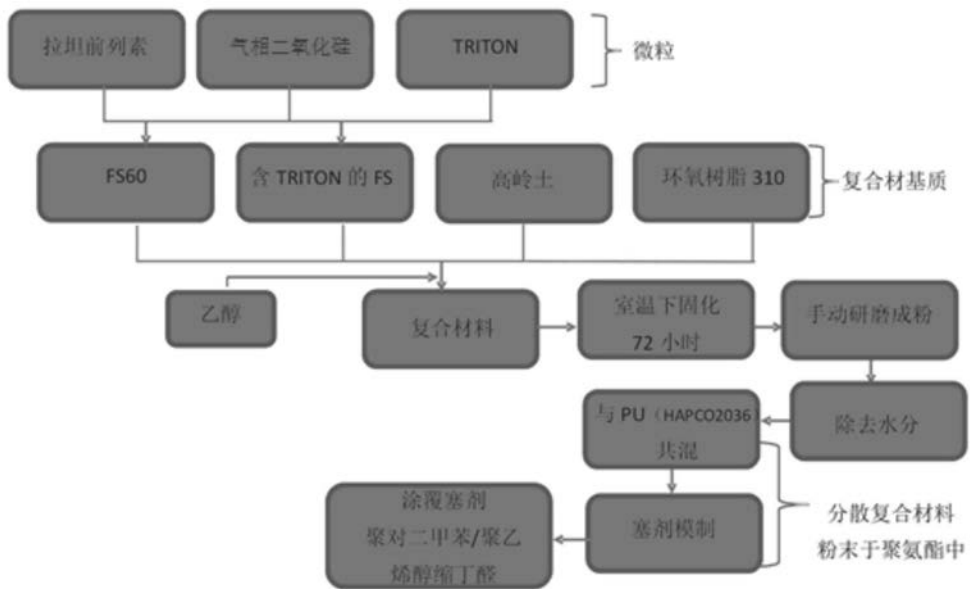 拉坦前列素
气相二氧化硅
TRITON
微粒
FS60
含 TRITON 的 FS
高岭土
环氧树脂 310
复合材基质
乙醇
复合材料
室温下固化
72 小时
手动研磨成粉
除去水分
与 PU（HAPCO2036）
共混
塞剂模制
涂覆塞剂
聚对二甲苯/聚乙
烯醇缩丁醛
分散复合材料
粉末于聚氨酯中